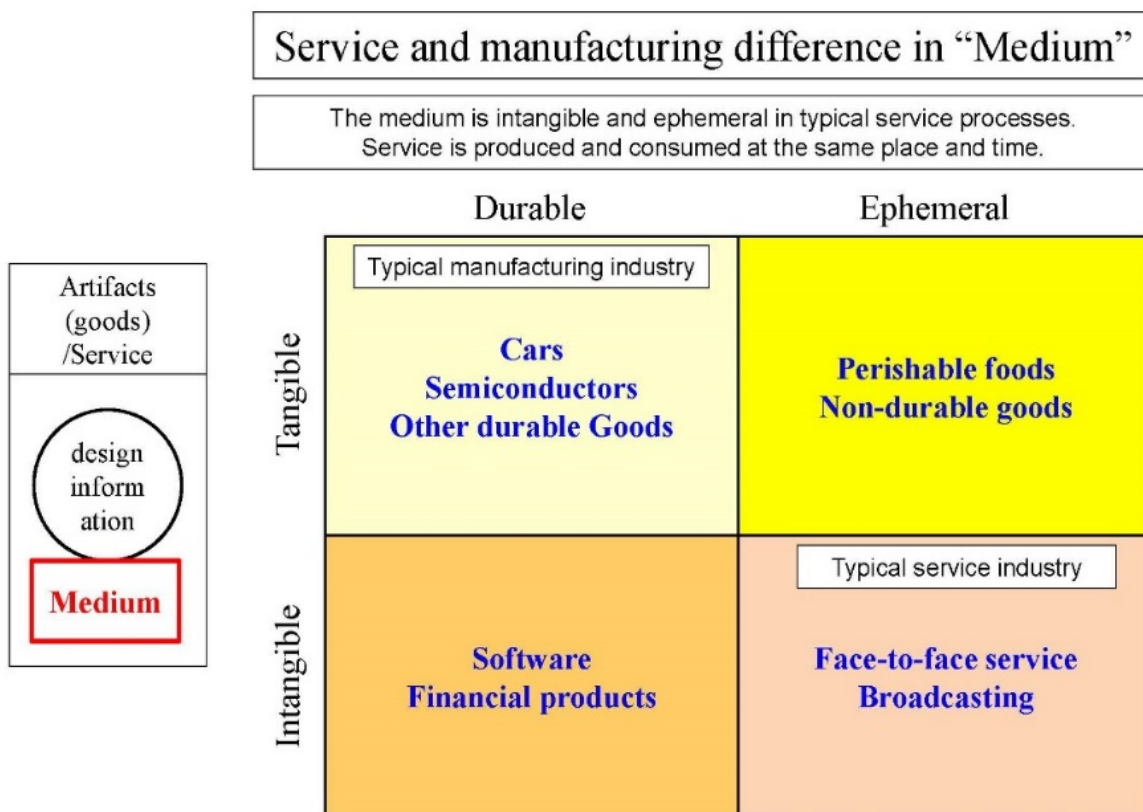 Service and manufacturing difference in “Medium”
The medium is intangible and ephemeral in typical service processes.
Service is produced and consumed at the same place and time.
Durable
Ephemeral
Artifacts
(goods)
/Service
design
inform
ation
Medium
Tangible
Typical manufacturing industry
Cars
Semiconductors
Other durable Goods
Perishable foods
Non-durable goods
Intangible
Software
Financial products
Typical service industry
Face-to-face service
Broadcasting